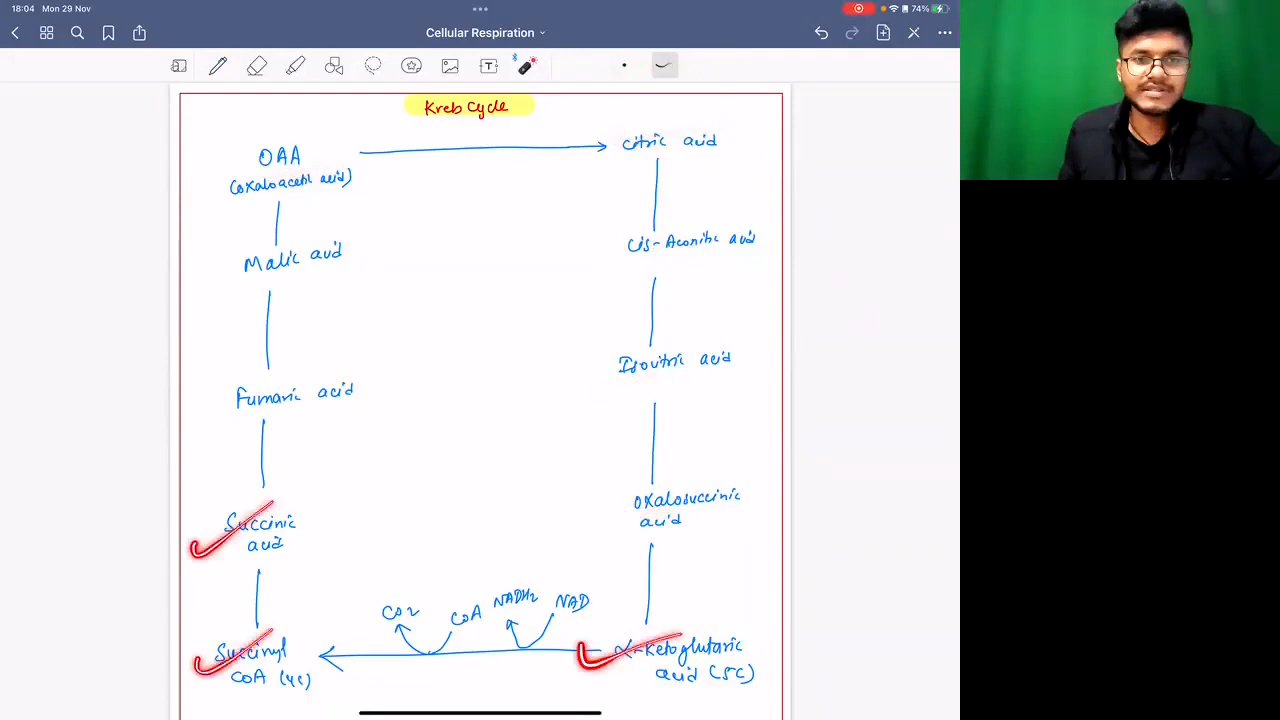 18:04 Mon 29 Nov
74%
Cellular Respiration
Kreb Cycle
OAA
(oxaloacetic acid)
Citric acid
Malic acid
Cis-Aconitic acid
Fumaric acid
Isocitric acid
Succinic
acid
Oxalosuccinic
acid
CO2
CoA
NADH2
NAD
Succinyl
CoA (4C)
α-Ketoglutaric
acid (5C)